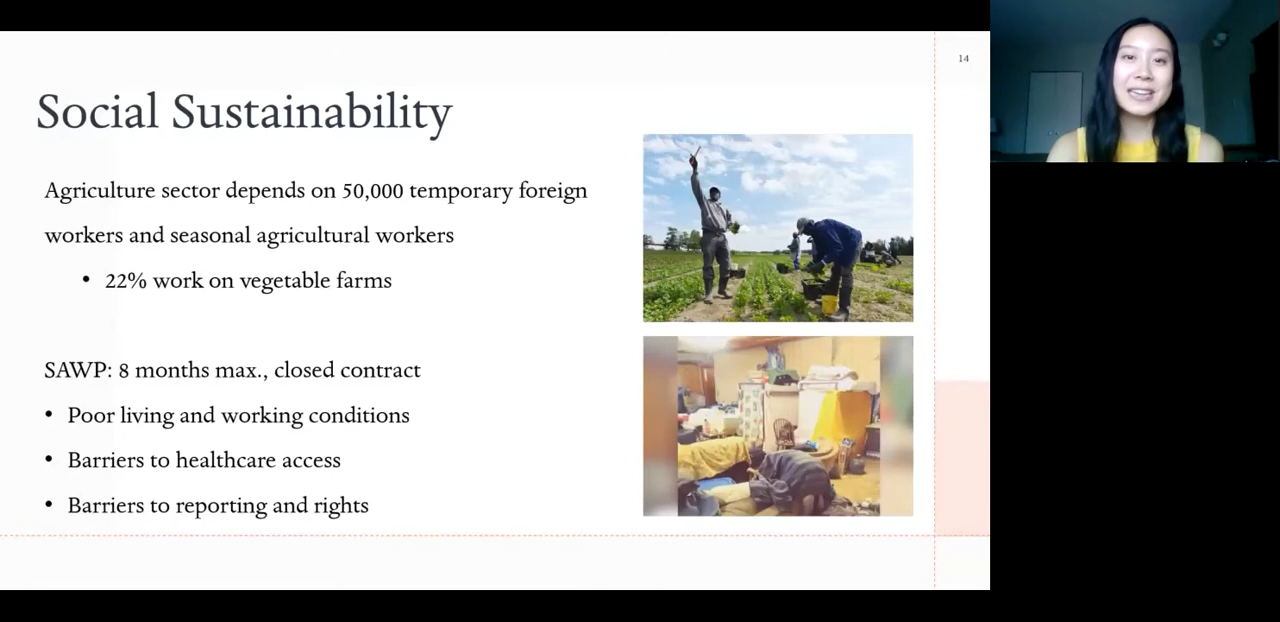 14
Social Sustainability
Agriculture sector depends on 50,000 temporary foreign
workers and seasonal agricultural workers
• 22% work on vegetable farms
SAWP: 8 months max., closed contract
• Poor living and working conditions
• Barriers to healthcare access
• Barriers to reporting and rights